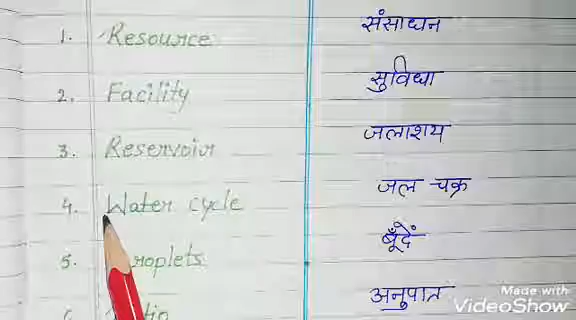 1. Resource संसाधन
2. Facility सुविधा
3. Reservoir जलाशय
4. Water cycle जल चक्र
5. roplets बूँदें
अनुपात
Made with
VideoShow